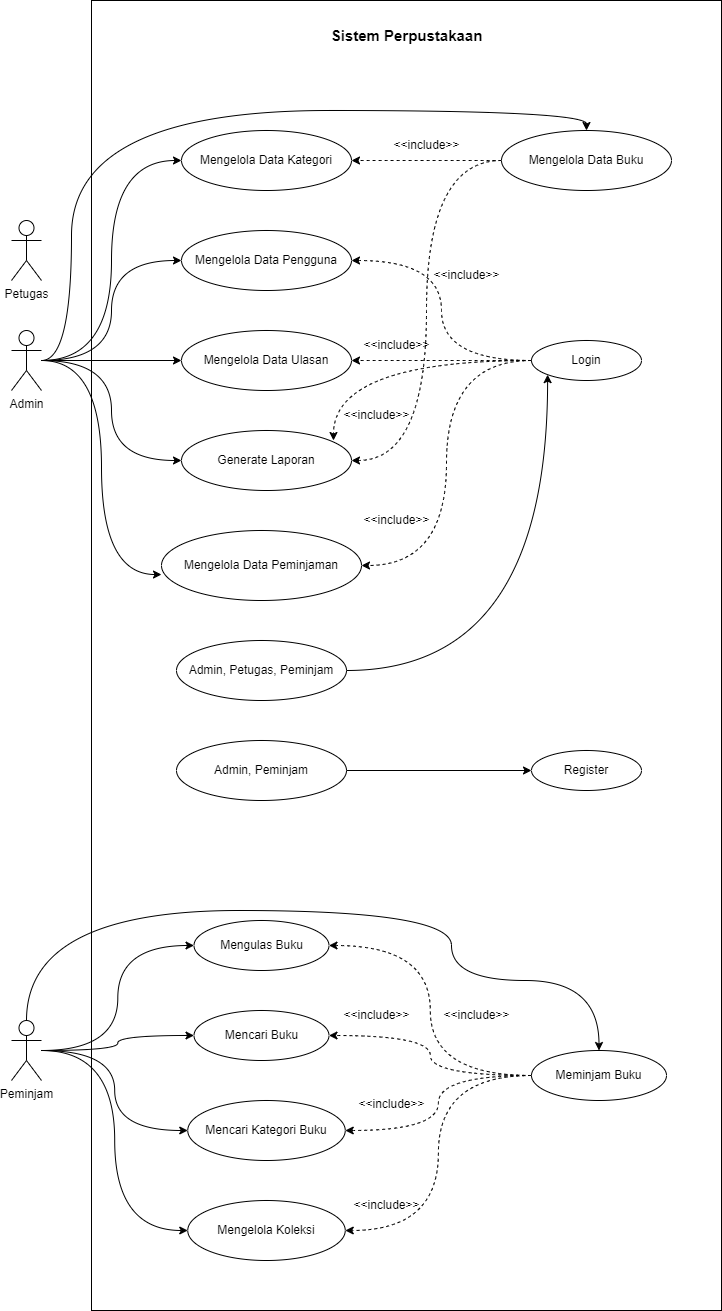 Sistem Perpustakaan
<<include>>
Mengelola Data Kategori
Mengelola Data Buku
Petugas
Mengelola Data Pengguna
<<include>>
Admin
Mengelola Data Ulasan
<<include>>
Login
<<include>>
Generate Laporan
<<include>>
Mengelola Data Peminjaman
Admin, Petugas, Peminjam
Admin, Peminjam
Register
Mengulas Buku
<<include>>
<<include>>
Mencari Buku
Peminjam
Meminjam Buku
<<include>>
Mencari Kategori Buku
<<include>>
Mengelola Koleksi